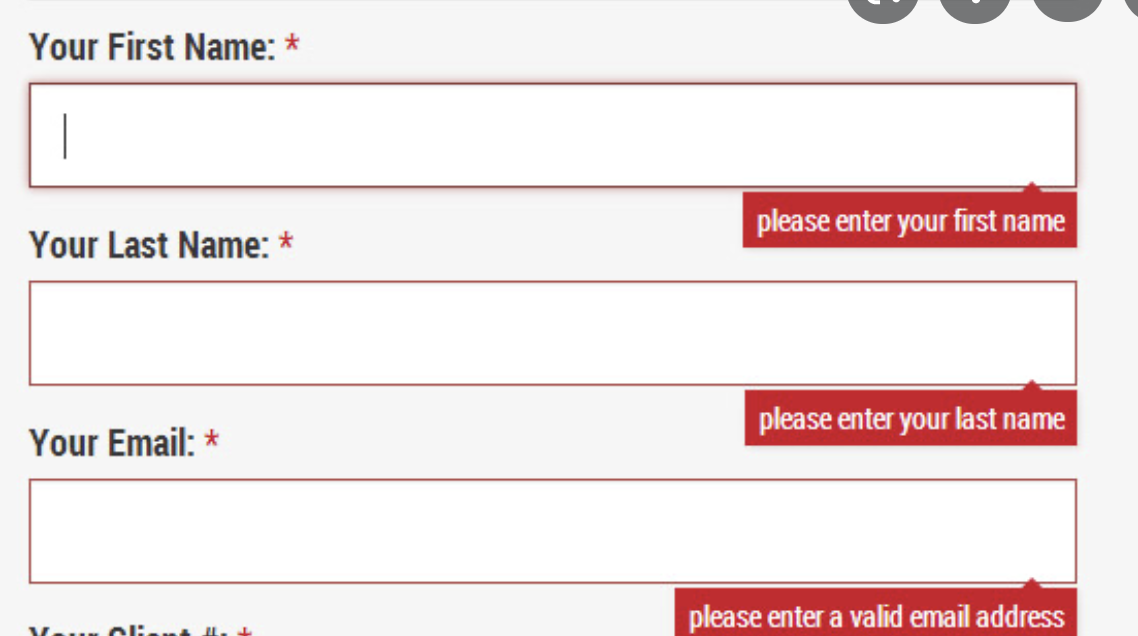 Your First Name: *
please enter your first name
Your Last Name: *
please enter your last name
Your Email: *
please enter a valid email address
Your Client #: *